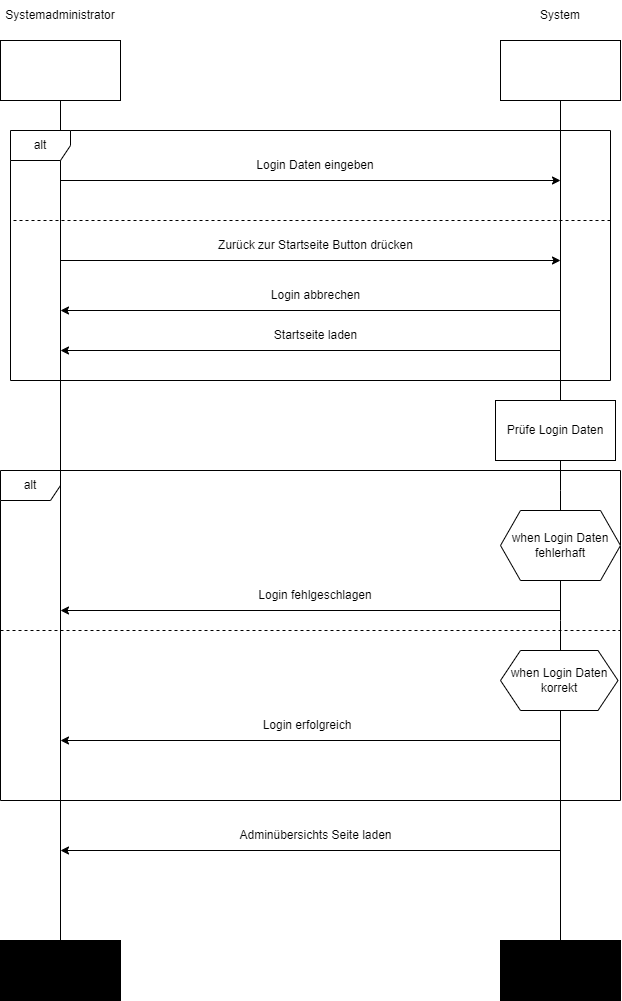 Systemadministrator
System
alt
Login Daten eingeben
Zurück zur Startseite Button drücken
Login abbrechen
Startseite laden
Prüfe Login Daten
alt
when Login Daten
fehlerhaft
Login fehlgeschlagen
when Login Daten
korrekt
Login erfolgreich
Adminübersichts Seite laden